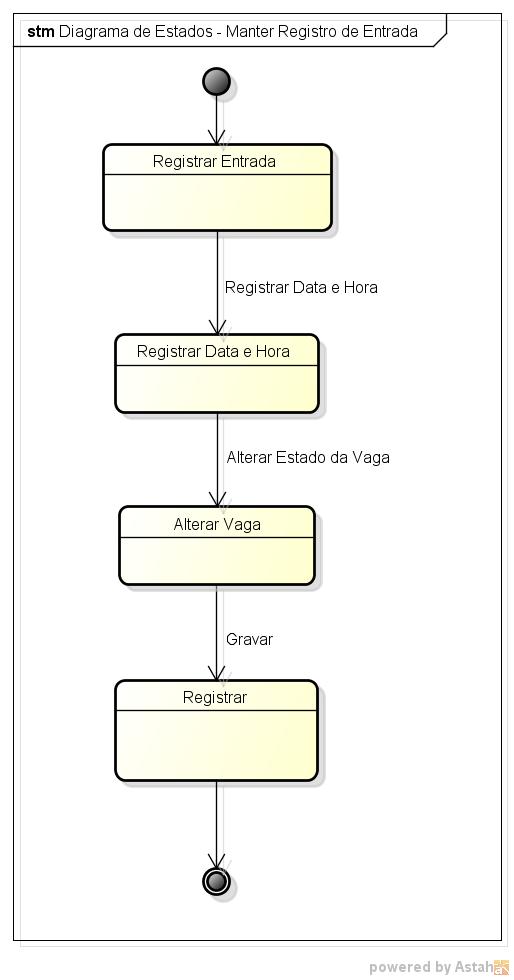 stm Diagrama de Estados - Manter Registro de Entrada
Registrar Entrada
Registrar Data e Hora
Registrar Data e Hora
Alterar Estado da Vaga
Alterar Vaga
Gravar
Registrar
powered by Astah